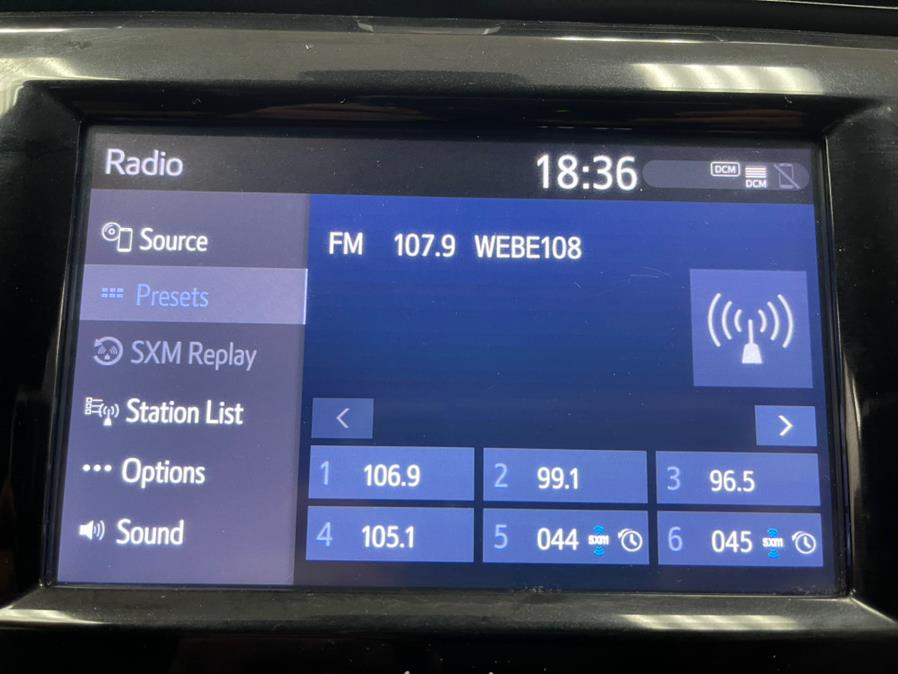 Radio 18:36 DCM DCM
Source
Presets
SXM Replay
Station List
Options
Sound
FM 107.9 WEBE108
< >
1 106.9 2 99.1 3 96.5
4 105.1 5 044 sxm 6 045 sxm